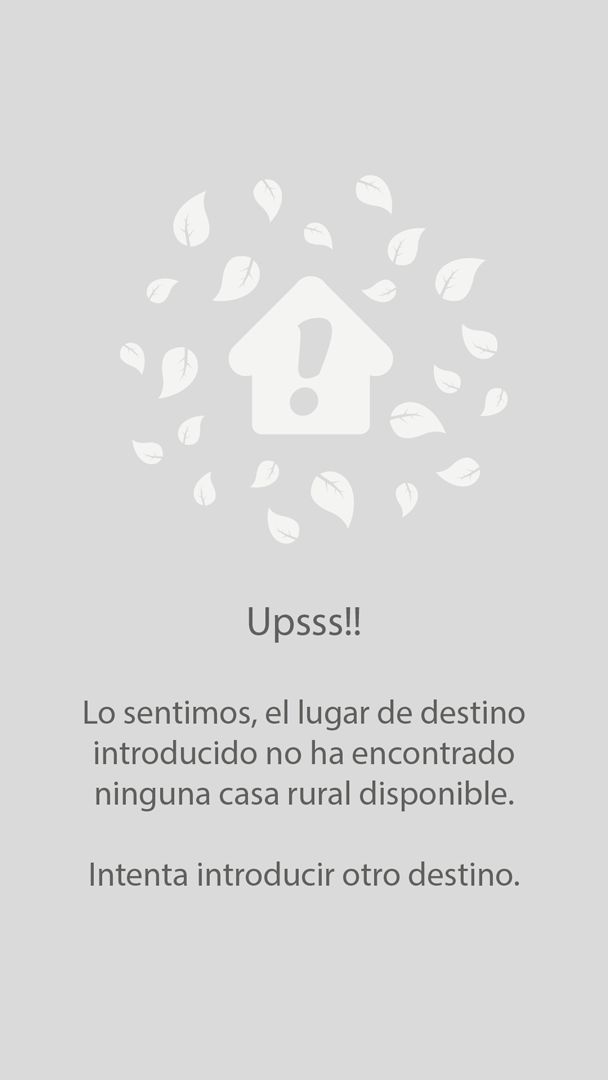 Upsss!!
Lo sentimos, el lugar de destino
introducido no ha encontrado
ninguna casa rural disponible.
Intenta introducir otro destino.